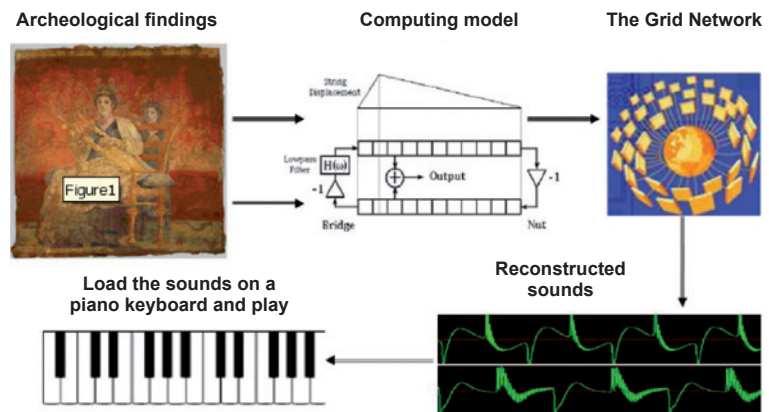 Archeological findings
Computing model
The Grid Network
String
Displacement
Lowpass
Filter
H(ω)
-1
Output
-1
Bridge
Nut
Figure1
Load the sounds on a
piano keyboard and play
Reconstructed
sounds